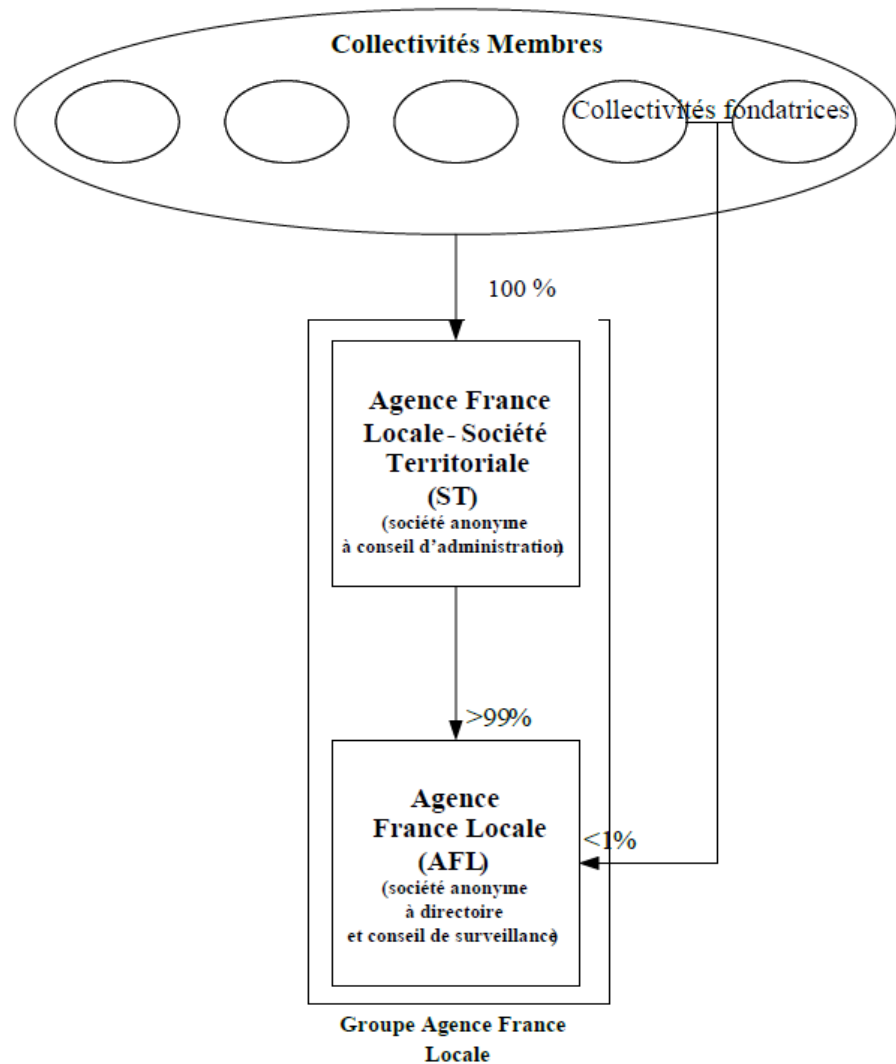 Collectivités Membres
Collectivités fondatrices
100 %
Agence France
Locale - Société
Territoriale
(ST)
(société anonyme
à conseil d’administration)
>99%
Agence
France Locale
(AFL)
(société anonyme
à directoire
et conseil de surveillance)
<1%
Groupe Agence France
Locale